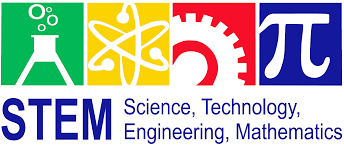 π
STEM
Science, Technology,
Engineering, Mathematics